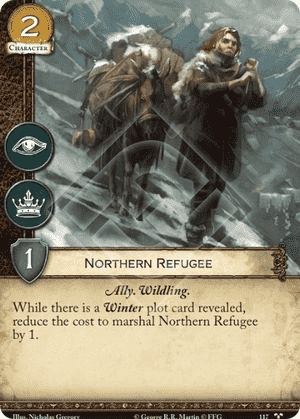 2
CHARACTER
1
NORTHERN REFUGEE
Ally. Wildling.
While there is a Winter plot card revealed,
reduce the cost to marshal Northern Refugee
by 1.
Illus. Nicholas Gregory © George R.R. Martin © FFG 117